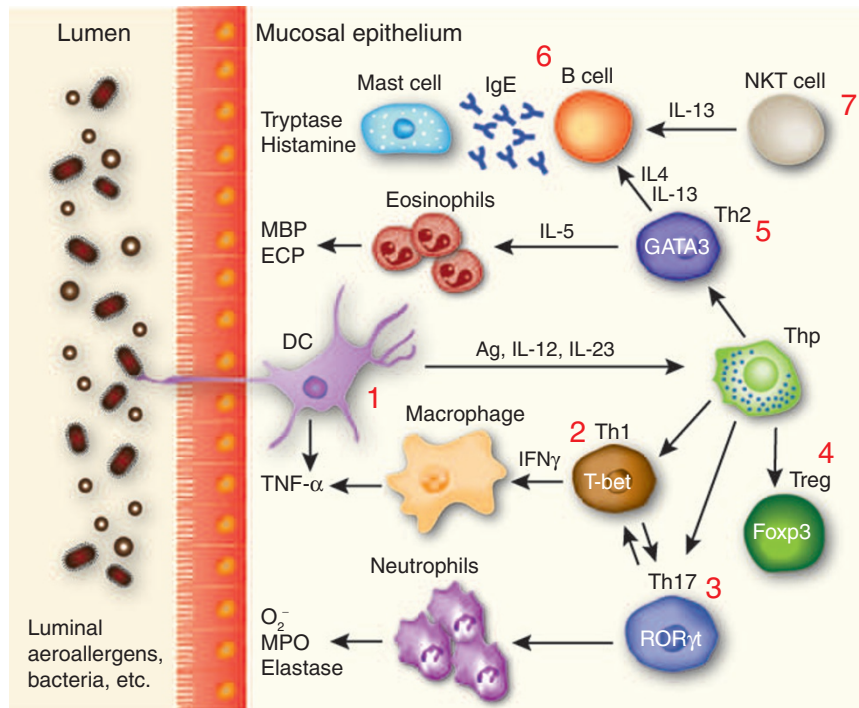 Lumen
Mucosal epithelium
6
Mast cell
IgE
B cell
NKT cell
7
Tryptase
Histamine
IL-13
IL4
IL-13
Th2
5
GATA3
Eosinophils
IL-5
MBP
ECP
DC
1
Ag, IL-12, IL-23
Thp
Macrophage
2
Th1
T-bet
IFNγ
TNF-α
4
Treg
Foxp3
Th17
3
RORγt
Neutrophils
O₂⁻
MPO
Elastase
Luminal
aeroallergens,
bacteria, etc.